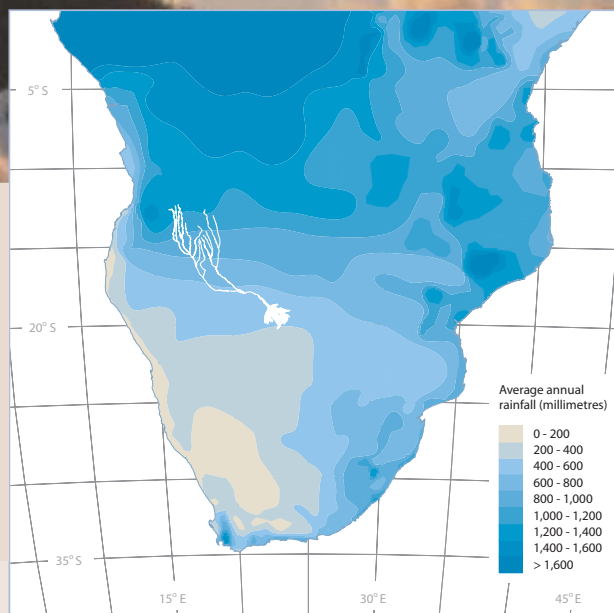 5° S
20° S
35° S
15° E
30° E
45° E
Average annual
rainfall (millimetres)
0 - 200
200 - 400
400 - 600
600 - 800
800 - 1,000
1,000 - 1,200
1,200 - 1,400
1,400 - 1,600
> 1,600